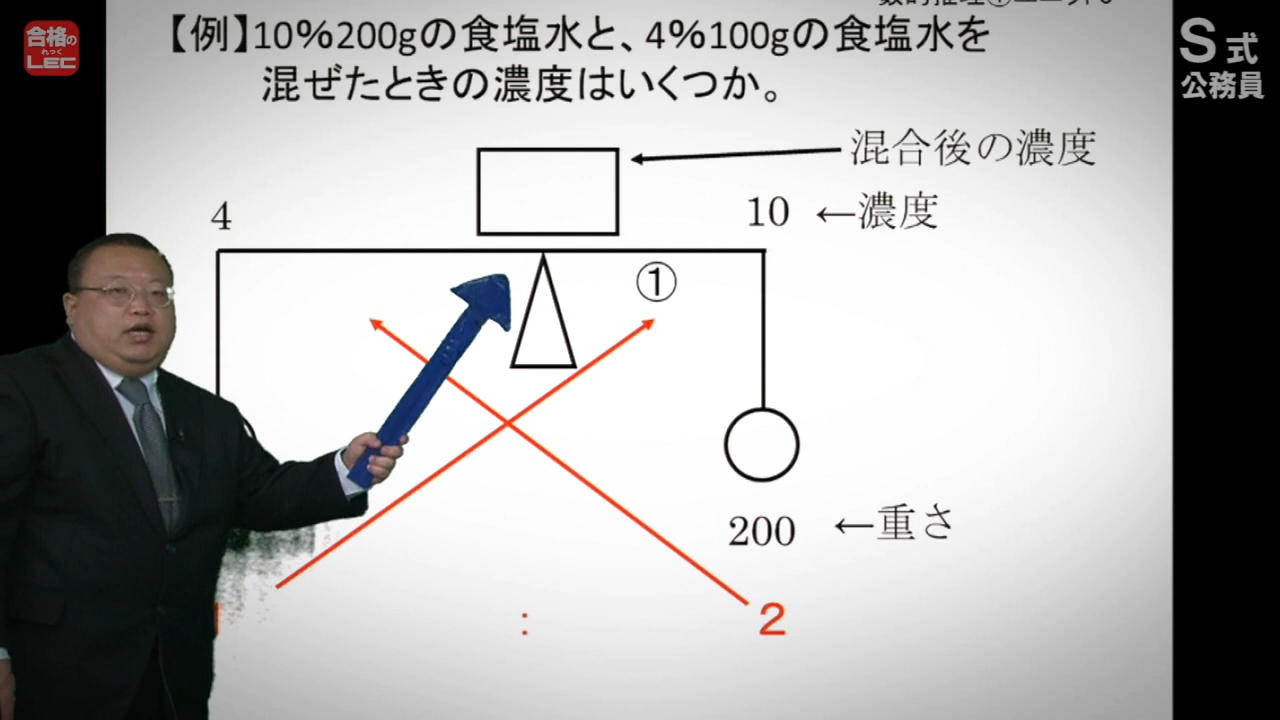 合格の
れっく
LEC
S式
公務員
【例】10%200gの食塩水と、4%100gの食塩水を
混ぜたときの濃度はいくつか。
混合後の濃度
4
10 ←濃度
①
200 ←重さ
: 2